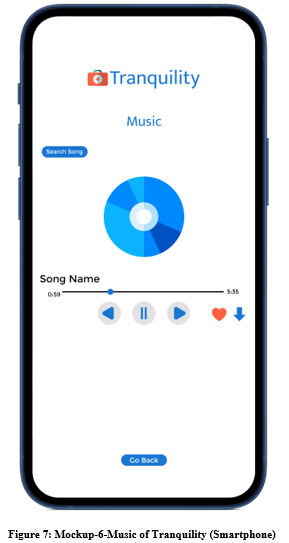 Tranquility
Music
Search Song
Song Name
0:59
5:35
Go Back
Figure 7: Mockup-6-Music of Tranquility (Smartphone)